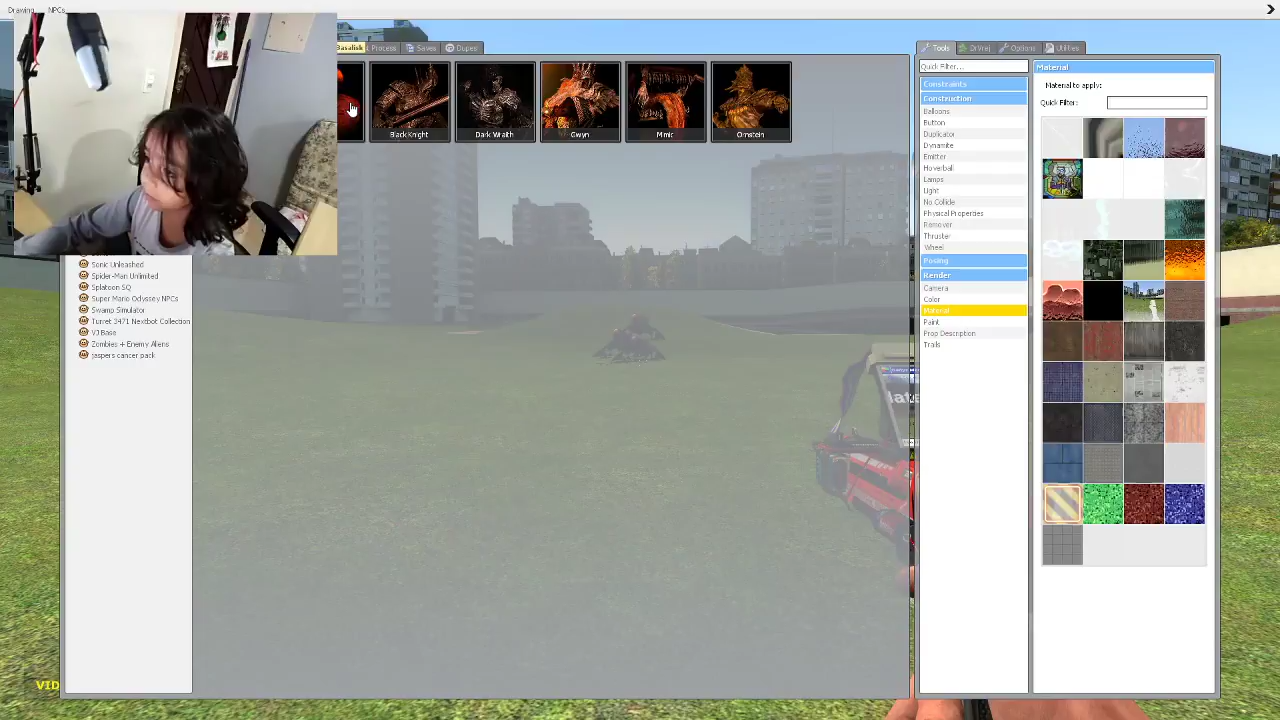 Drawing NPCs
Basalisk
Process
Saves
Dupes
Black Knight
Dark Wraith
Gwyn
Mimic
Ornstein
Sonic Unleashed
Spider-Man Unlimited
Splatoon SQ
Super Mario Odyssey NPCs
Swamp Simulator
Turret 3471 Nextbot Collection
VJ Base
Zombies + Enemy Aliens
jaspers cancer pack
VID
Tools
DrVrej
Options
Utilities
Quick Filter...
Constraints
Construction
Balloons
Button
Duplicator
Dynamite
Emitter
Hoverball
Lamps
Light
No Collide
Physical Properties
Remover
Thruster
Wheel
Posing
Render
Camera
Color
Material
Paint
Prop Description
Trails
Material
Material to apply:
Quick Filter: